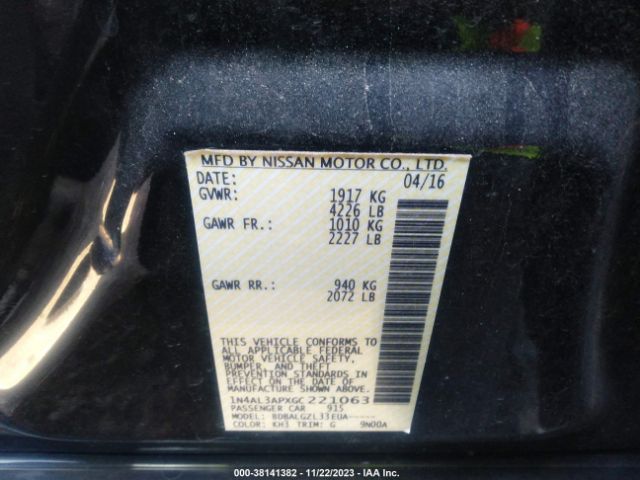 MFD BY NISSAN MOTOR CO., LTD.
DATE: 04/16
GVWR: 1917 KG
4226 LB
GAWR FR.: 1010 KG
2227 LB
GAWR RR.: 940 KG
2072 LB
THIS VEHICLE CONFORMS TO
ALL APPLICABLE FEDERAL
MOTOR VEHICLE SAFETY,
BUMPER, AND THEFT
PREVENTION STANDARDS IN
EFFECT ON THE DATE OF
MANUFACTURE SHOWN ABOVE.
1N4AL3APXGC221063
PASSENGER CAR 915
MODEL: BDBALGZL33EUA-----
COLOR: KH3 TRIM: G 9N00A
000-38141382 - 11/22/2023 - IAA Inc.